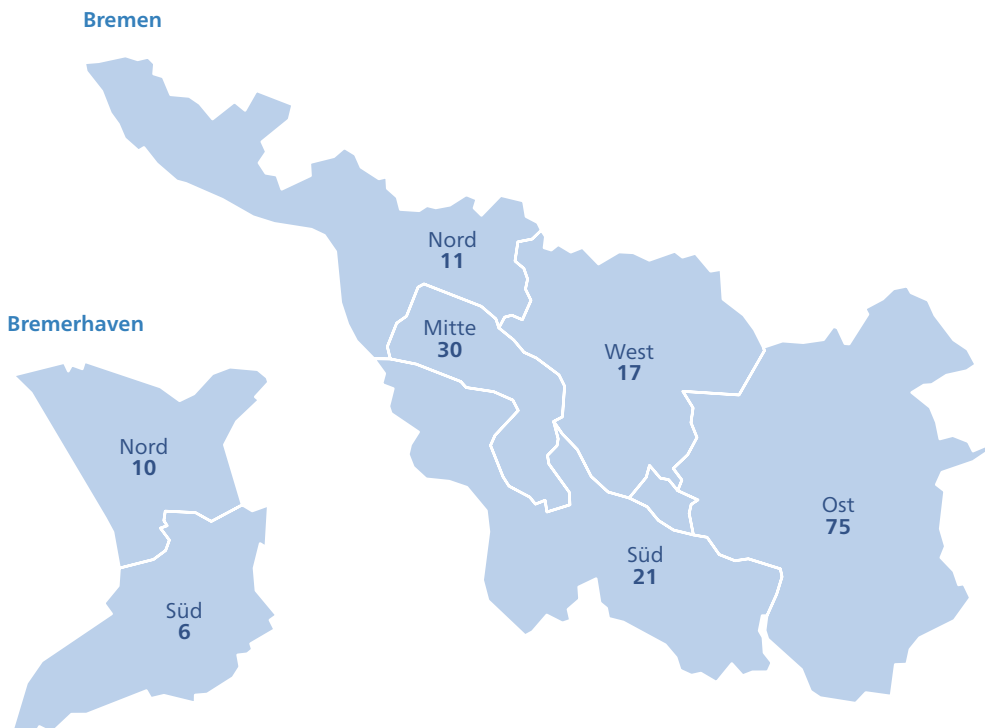 Bremen
Nord
11
Bremerhaven
Mitte
30
West
17
Nord
10
Ost
75
Süd
21
Süd
6